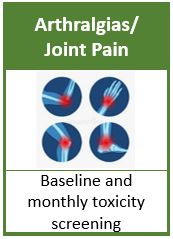 Arthralgias/
Joint Pain
Baseline and
monthly toxicity
screening